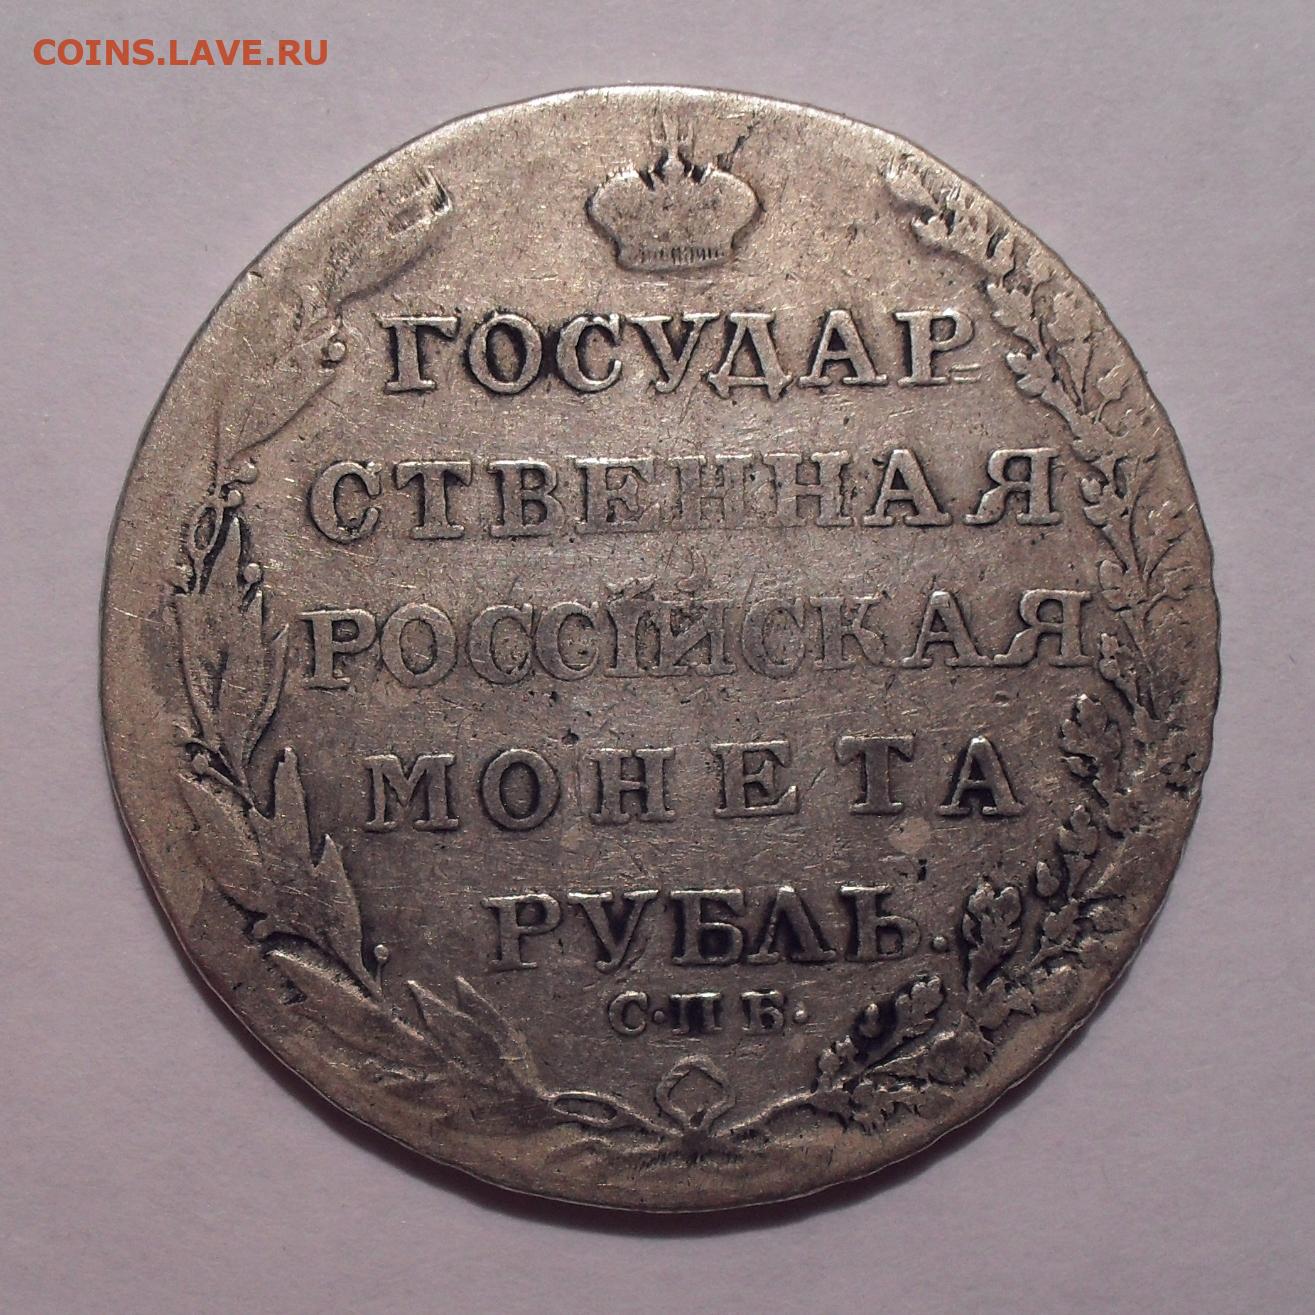 COINS.LAVE.RU
ГОСУДАР=
СТВЕННАЯ
РОССІЙСКАЯ
МОНЕТА
РУБЛЬ.
С·П Б·